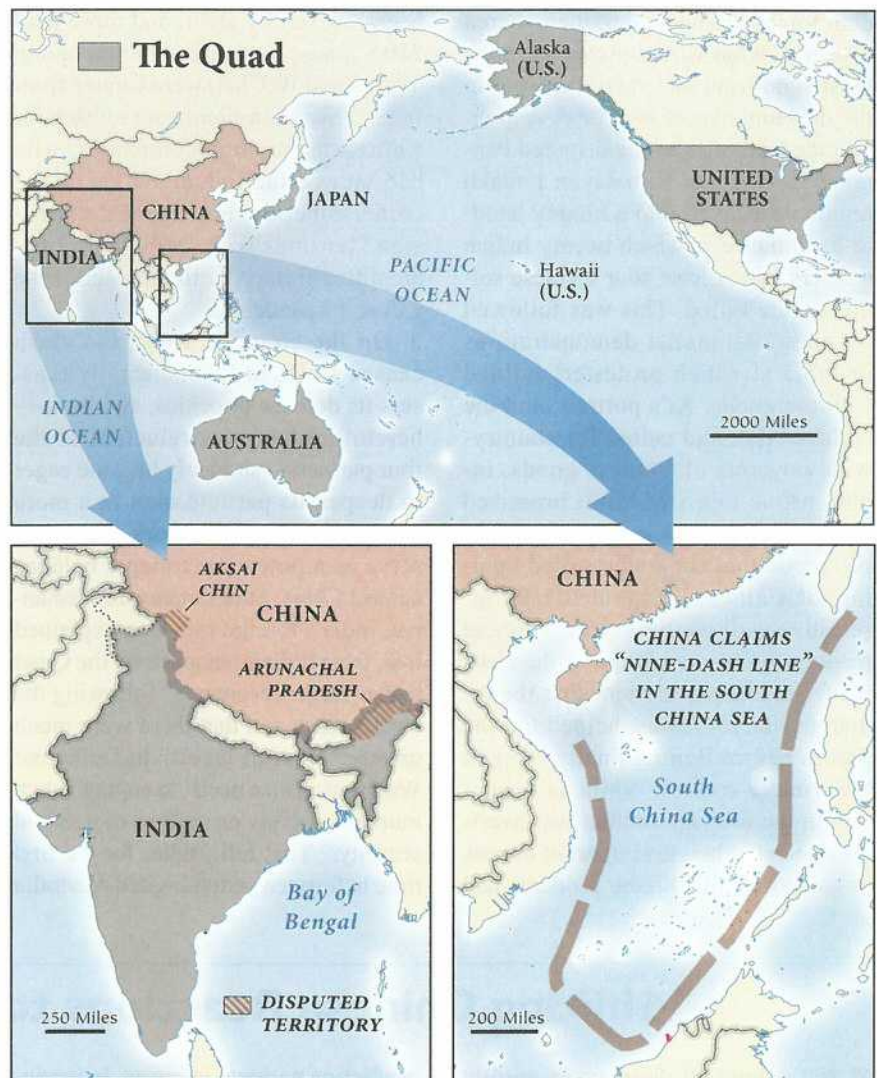 The Quad
Alaska
(U.S.)
UNITED
STATES
CHINA
JAPAN
INDIA
PACIFIC
OCEAN
Hawaii
(U.S.)
INDIAN
OCEAN
AUSTRALIA
2000 Miles
AKSAI
CHIN
CHINA
ARUNACHAL
PRADESH
INDIA
Bay of
Bengal
DISPUTED
TERRITORY
250 Miles
CHINA
CHINA CLAIMS
“NINE-DASH LINE”
IN THE SOUTH
CHINA SEA
South
China Sea
200 Miles